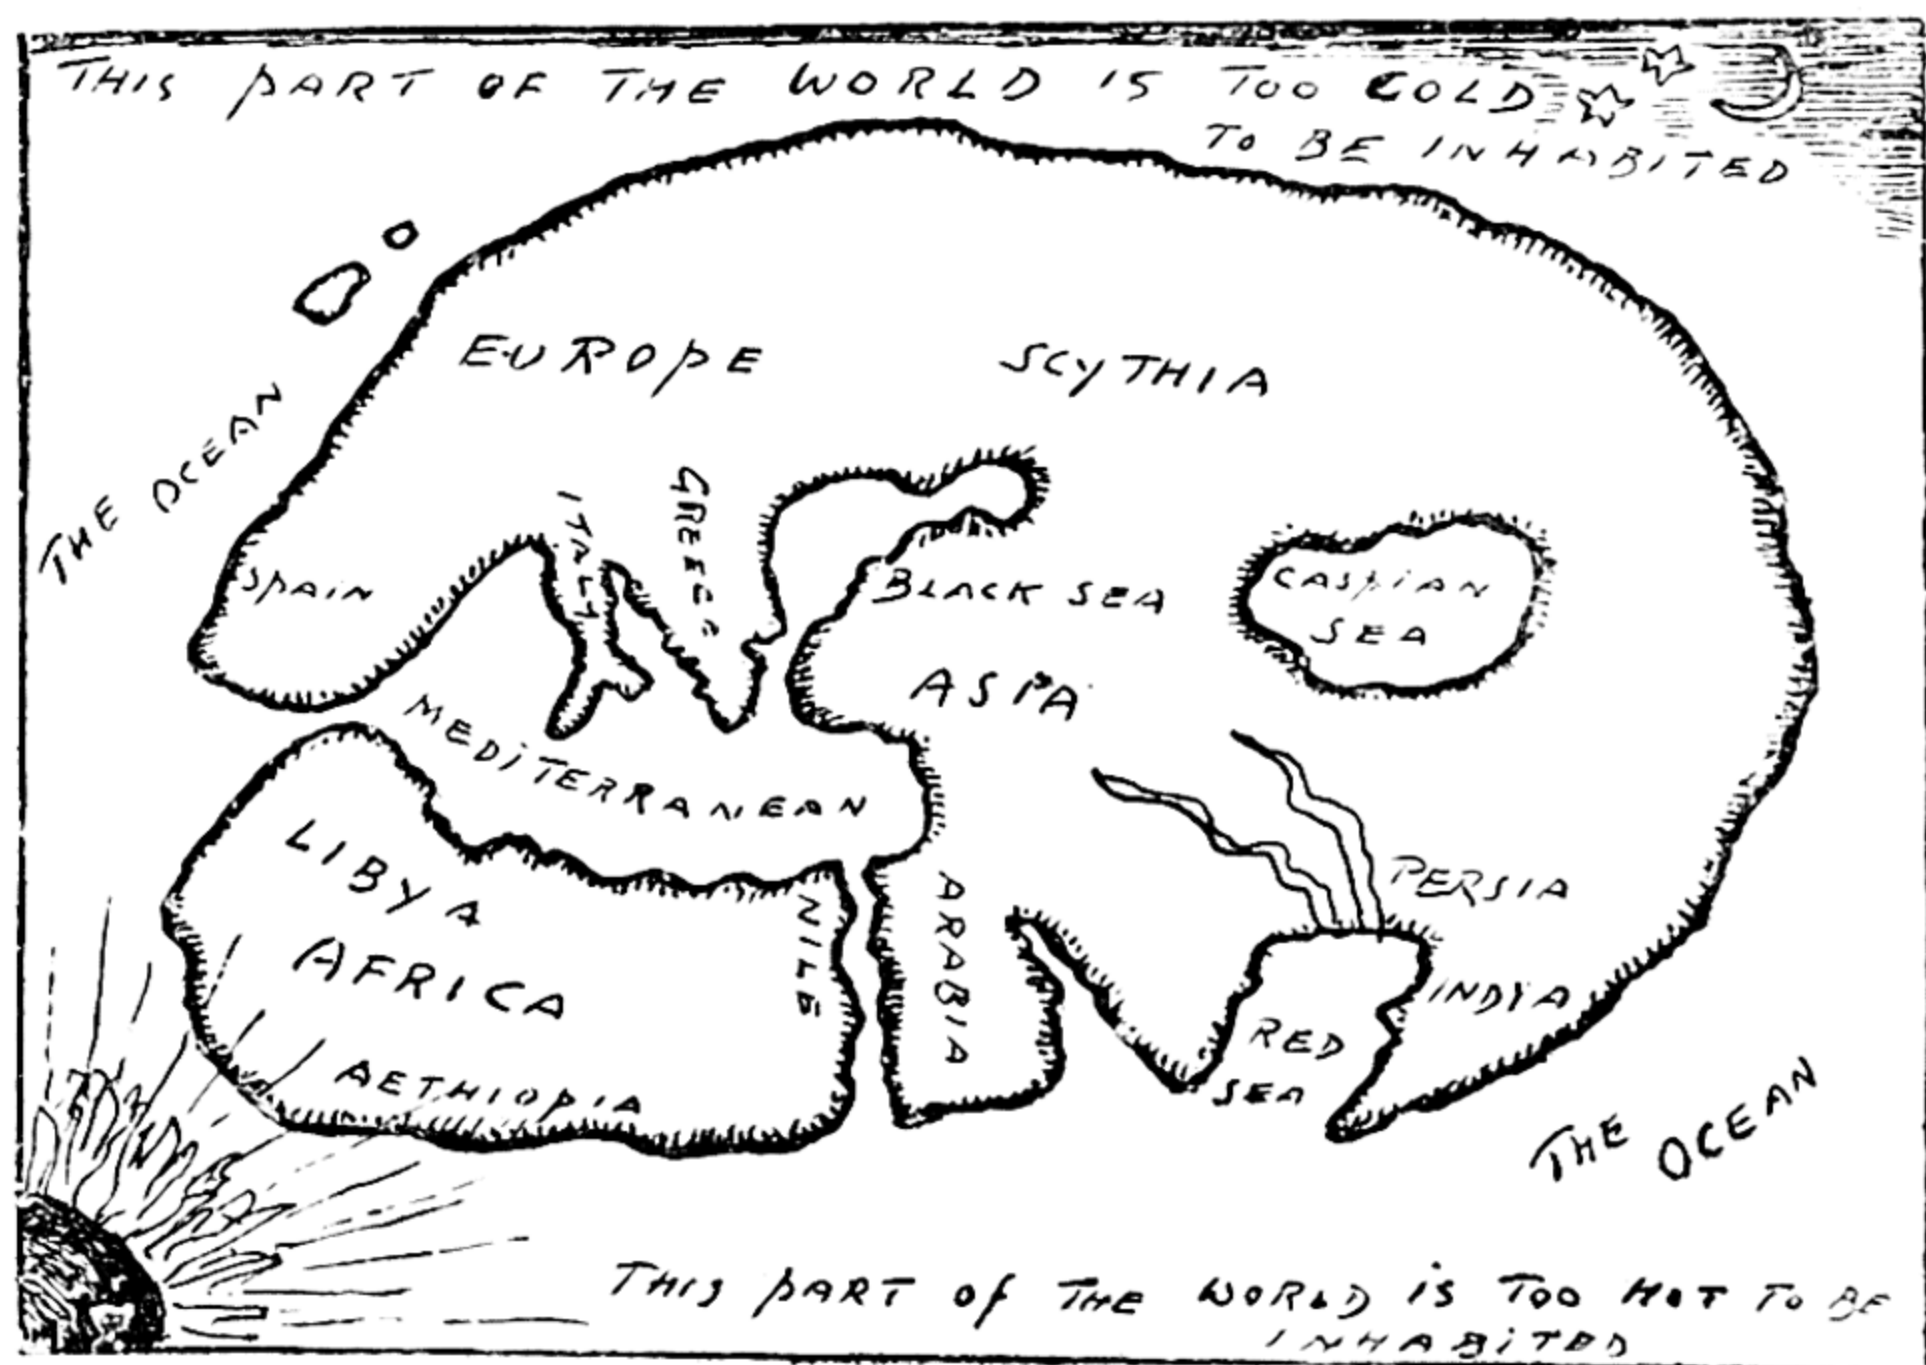 THIS PART OF THE WORLD IS TOO COLD
TO BE INHABITED
EUROPE
SCYTHIA
THE OCEAN
SPAIN
ITALY
GREECE
BLACK SEA
CASPIAN
SEA
ASIA
MEDITERRANEAN
LIBYA
AFRICA
AETHIOPIA
NILE
ARABIA
PERSIA
INDIA
RED
SEA
THE OCEAN
THIS PART OF THE WORLD IS TOO HOT TO BE
INHABITED